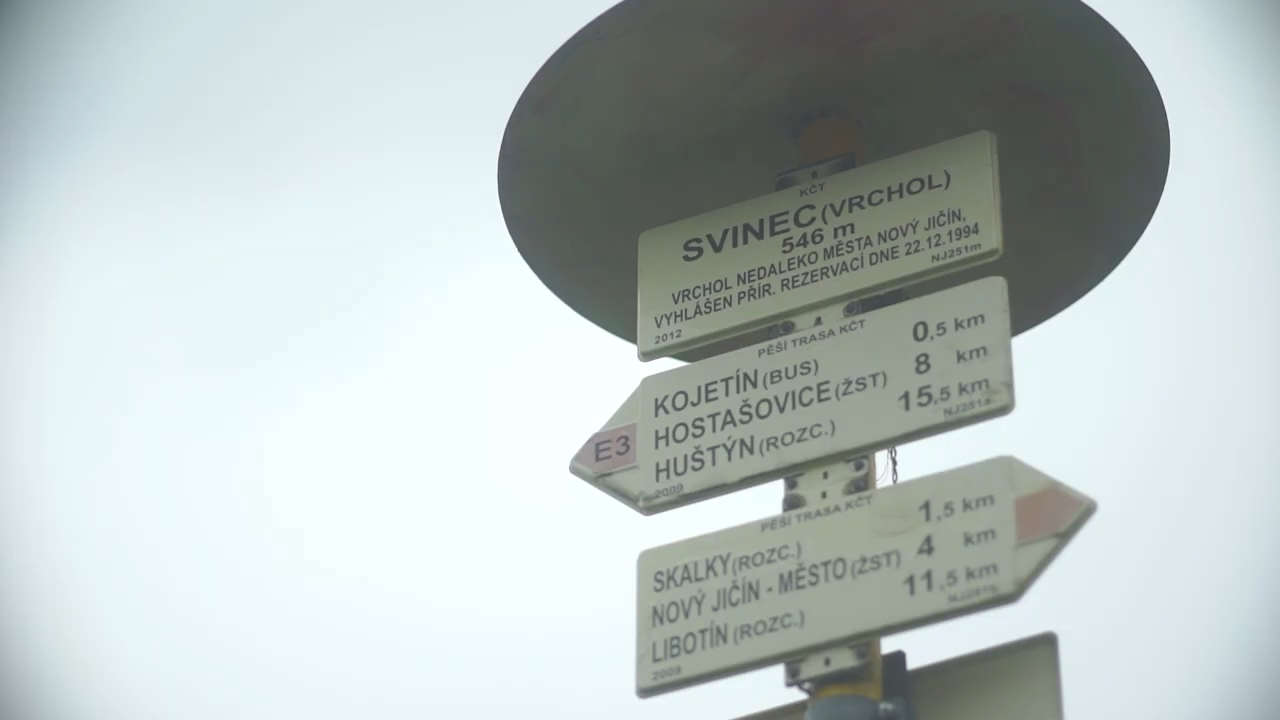 KČT
SVINEC (VRCHOL)
546 m
VRCHOL NEDALEKO MĚSTA NOVÝ JIČÍN,
VYHLÁŠEN PŘÍR. REZERVACÍ DNE 22.12.1994
2012 NJ251m
PĚŠÍ TRASA KČT
KOJETÍN (BUS) 0,5 km
HOSTAŠOVICE (ŽST) 8 km
HUŠTÝN (ROZC.) 15,5 km
E3
2009 NJ251a
PĚŠÍ TRASA KČT
SKALKY (ROZC.) 1,5 km
NOVÝ JIČÍN - MĚSTO (ŽST) 4 km
LIBOTÍN (ROZC.) 11,5 km
2009